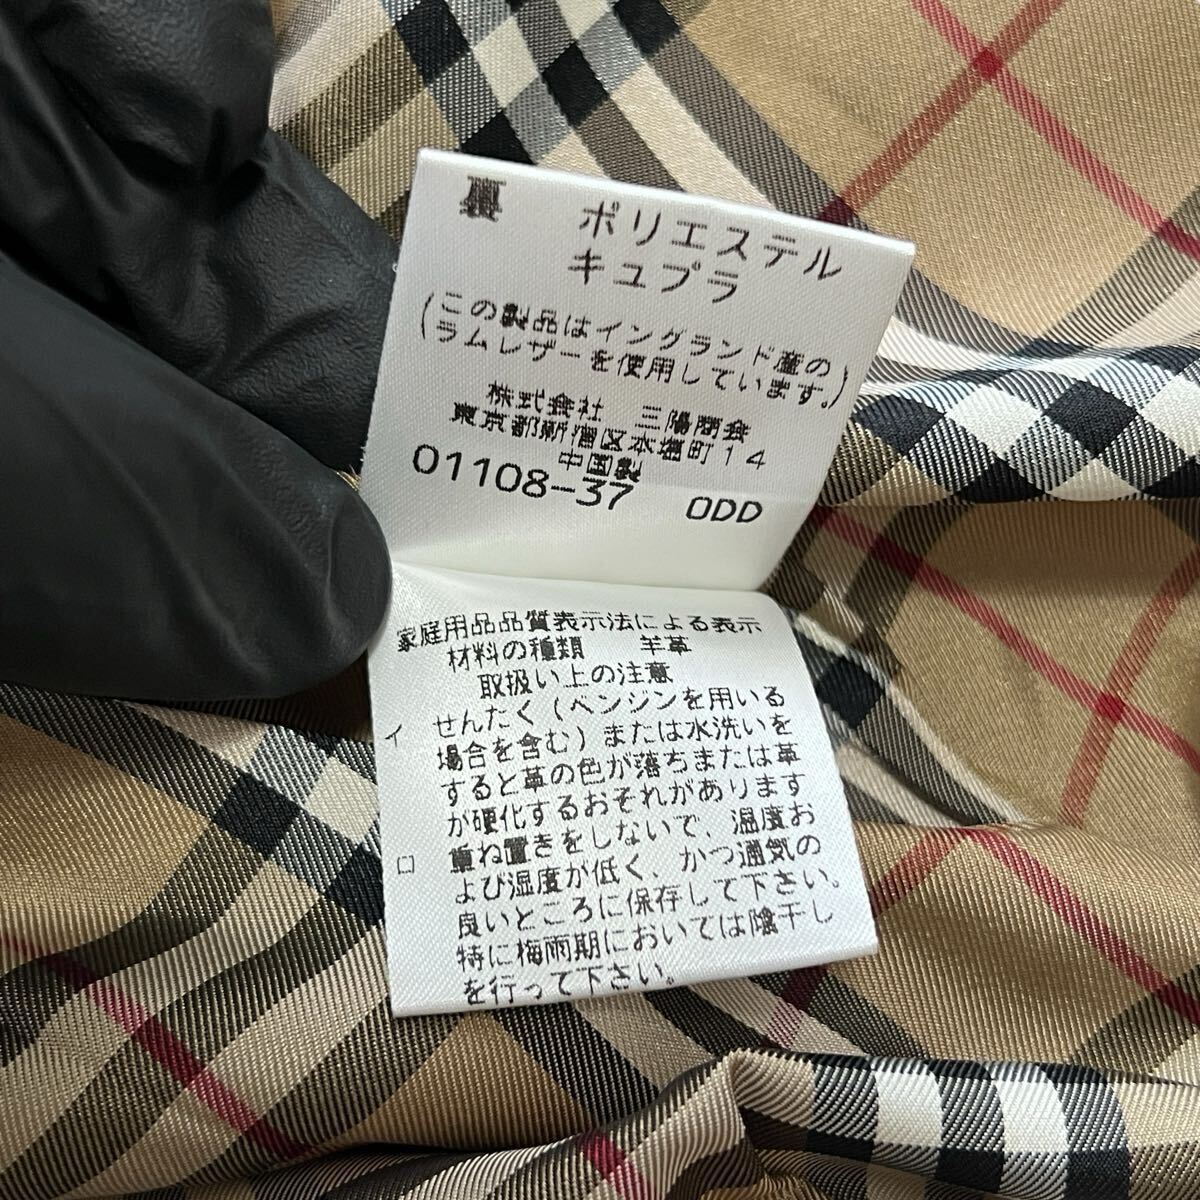 裏　ポリエステル
キュプラ
(この製品はイングランド産の
ラムレザーを使用しています。)
株式会社　三陽商会
東京都新宿区本塩町14
中国製
01108-37　ODD
家庭用品品質表示法による表示
材料の種類　羊革
取扱い上の注意
イ　せんたく(ベンジンを用いる
場合を含む)または水洗いを
すると革の色が落ちまたは革
が硬化するおそれがあります
ロ　重ね置きをしないで、温度お
よび湿度が低く、かつ通気の
良いところに保存して下さい。
特に梅雨期においては陰干し
を行って下さい。